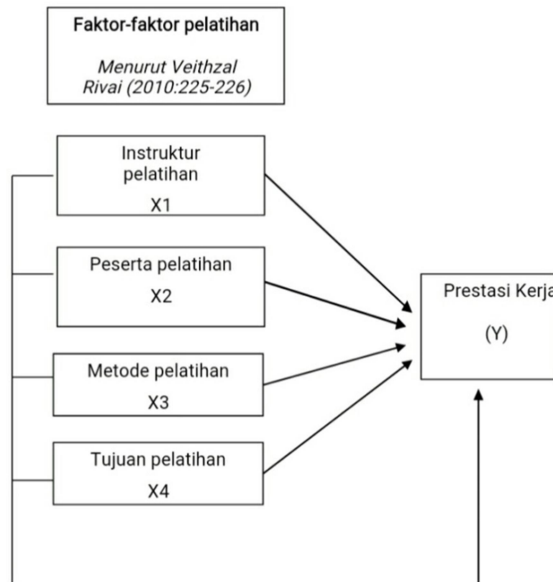 Faktor-faktor pelatihan
Menurut Veithzal
Rivai (2010:225-226)
Instruktur
pelatihan
X1
Peserta pelatihan
X2
Metode pelatihan
X3
Tujuan pelatihan
X4
Prestasi Kerja
(Y)